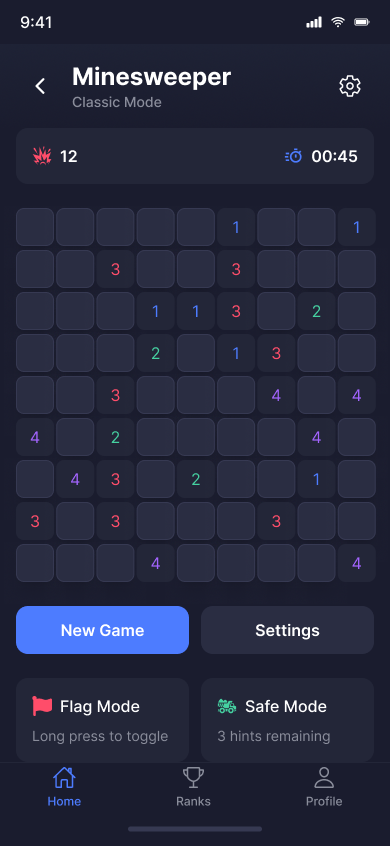 9:41
Minesweeper
Classic Mode
12 00:45
1 1
3 3
1 1 3 2
2 1 3
3 4 4
4 2 4
4 3 2 1
3 3 3
4 4
New Game Settings
Flag Mode Safe Mode
Long press to toggle 3 hints remaining
Home Ranks Profile